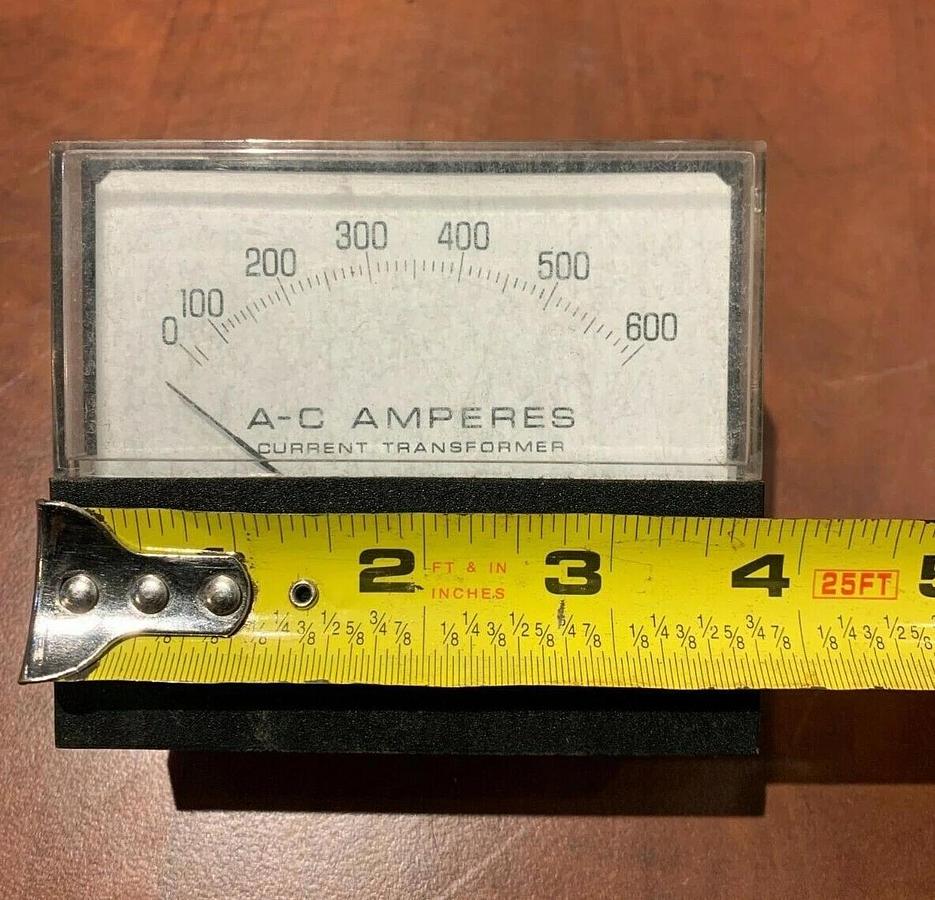 0 100 200 300 400 500 600
A-C AMPERES
CURRENT TRANSFORMER
2 FT & IN 3 4 25FT 5
INCHES
1/8 1/4 3/8 1/2 5/8 3/4 7/8 1/8 1/4 3/8 1/2 5/8 3/4 7/8 1/8 1/4 3/8 1/2 5/8 3/4 7/8 1/8 1/4 3/8 1/2